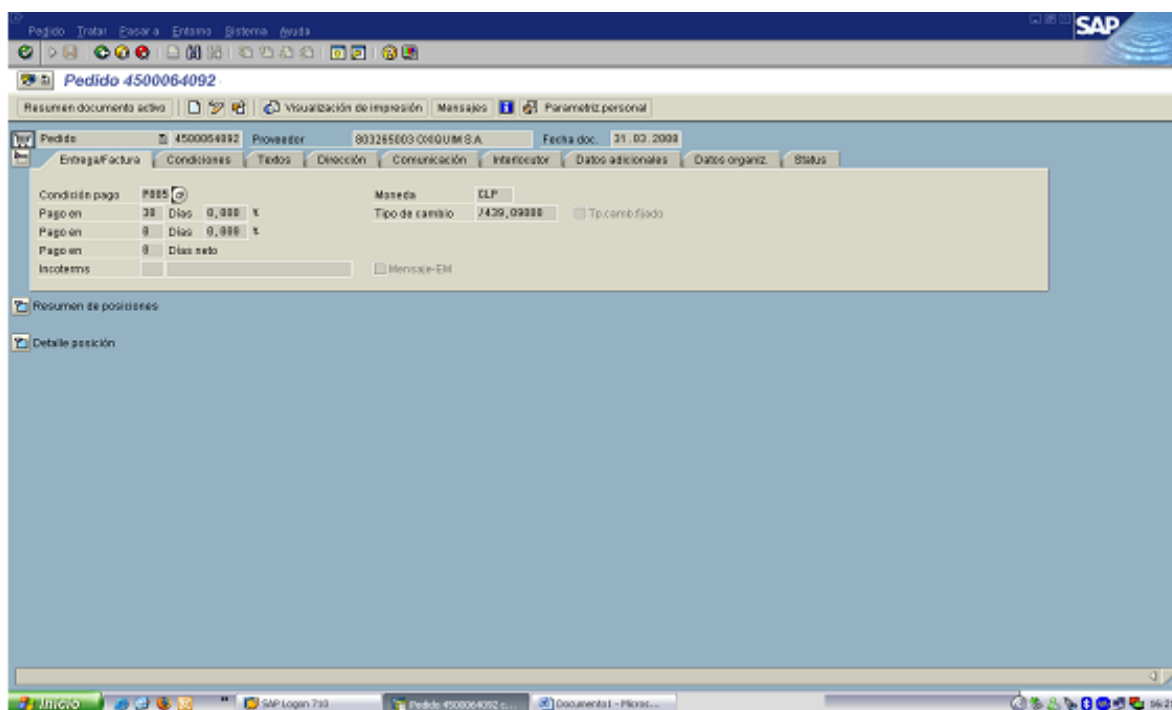 Pedido Tratar Pasar a Entorno Sistema Ayuda
SAP
Pedido 4500064092
Resumen documento activo Visualización de impresión Mensajes Parametriz.personal
Pedido 4500064092 Proveedor 803265003 OXIQUIM S.A. Fecha doc. 31.03.2008
Entrega/Factura Condiciones Textos Dirección Comunicación Interlocutor Datos adicionales Datos organiz. Status
Condición pago P005 Moneda CLP
Pago en 30 Días 0,000 % Tipo de cambio /439,09000 Tp.camb.fijado
Pago en 0 Días 0,000 %
Pago en 0 Días neto
Incoterms Mensaje-EM
Resumen de posiciones
Detalle posición
Inicio SAP Logon 710 Pedido 4500064092 c... Documento1 - Micros...